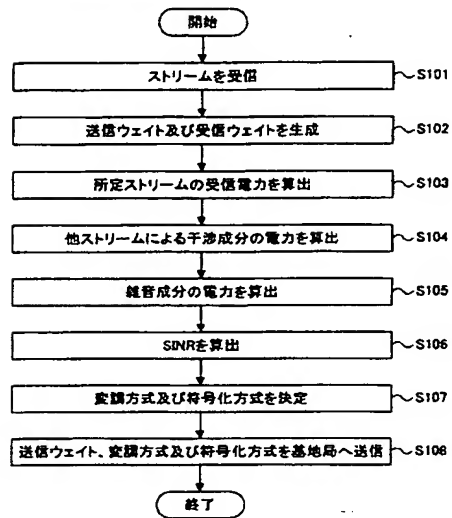 開始
ストリームを受信 S101
送信ウェイト及び受信ウェイトを生成 S102
所定ストリームの受信電力を算出 S103
他ストリームによる干渉成分の電力を算出 S104
雑音成分の電力を算出 S105
SINRを算出 S106
変調方式及び符号化方式を決定 S107
送信ウェイト、変調方式及び符号化方式を基地局へ送信 S108
終了